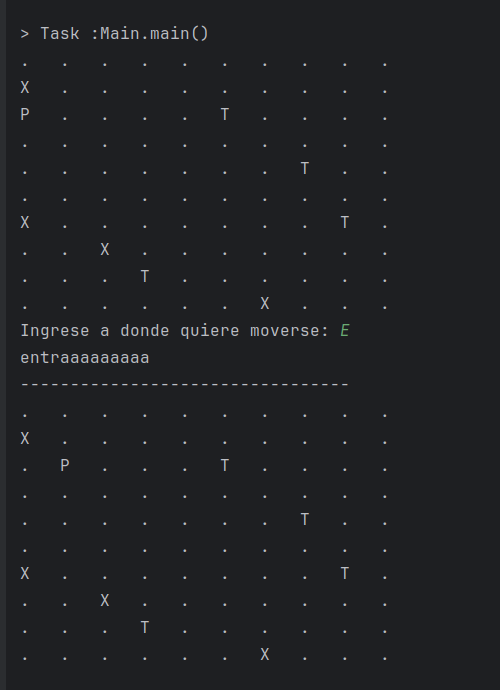 > Task :Main.main()
. . . . . . . . . .
X . . . . . . . . .
P . . . . T . . . .
. . . . . . . . . .
. . . . . . . T . .
. . . . . . . . . .
X . . . . . . . T .
. . X . . . . . . .
. . . T . . . . . .
. . . . . . X . . .
Ingrese a donde quiere moverse: E
entraaaaaaaaa
---------------------------------
. . . . . . . . . .
X . . . . . . . . .
. P . . . T . . . .
. . . . . . . . . .
. . . . . . . T . .
. . . . . . . . . .
X . . . . . . . T .
. . X . . . . . . .
. . . T . . . . . .
. . . . . . X . . .